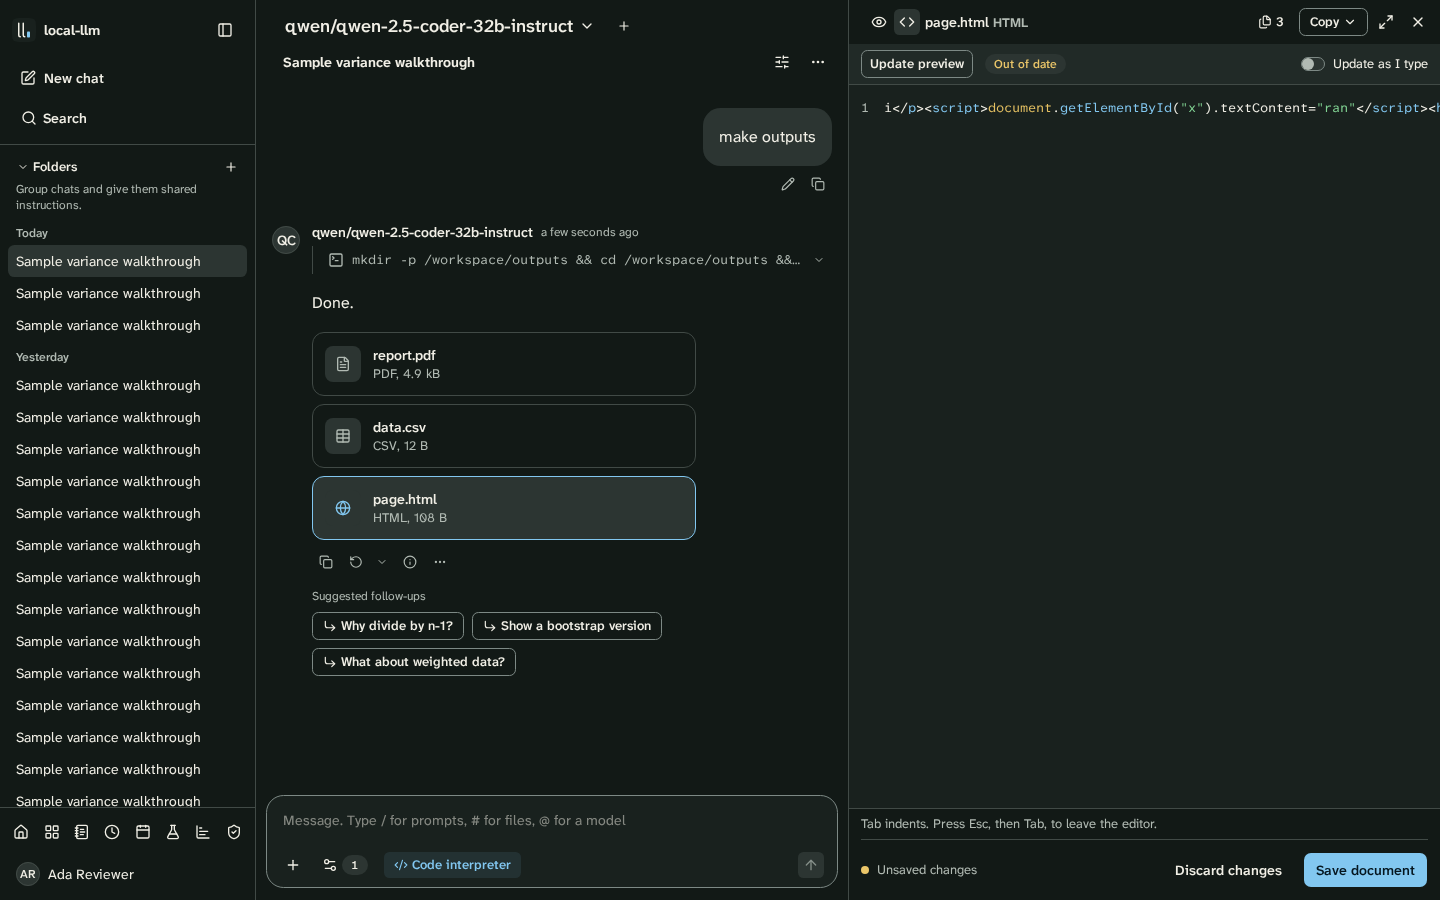 local-llm
New chat
Search
Folders
Group chats and give them shared
instructions.
Today
Sample variance walkthrough
Sample variance walkthrough
Sample variance walkthrough
Yesterday
Sample variance walkthrough
Sample variance walkthrough
Sample variance walkthrough
Sample variance walkthrough
Sample variance walkthrough
Sample variance walkthrough
Sample variance walkthrough
Sample variance walkthrough
Sample variance walkthrough
Sample variance walkthrough
Sample variance walkthrough
Sample variance walkthrough
Sample variance walkthrough
Sample variance walkthrough
AR Ada Reviewer
qwen/qwen-2.5-coder-32b-instruct
Sample variance walkthrough
make outputs
QC qwen/qwen-2.5-coder-32b-instruct a few seconds ago
mkdir -p /workspace/outputs && cd /workspace/outputs &&…
Done.
report.pdf
PDF, 4.9 kB
data.csv
CSV, 12 B
page.html
HTML, 108 B
Suggested follow-ups
Why divide by n-1?
Show a bootstrap version
What about weighted data?
Message. Type / for prompts, # for files, @ for a model
1
Code interpreter
page.html HTML
3
Copy
Update preview
Out of date
Update as I type
1 i</p><script>document.getElementById("x").textContent="ran"</script><h
Tab indents. Press Esc, then Tab, to leave the editor.
Unsaved changes
Discard changes
Save document